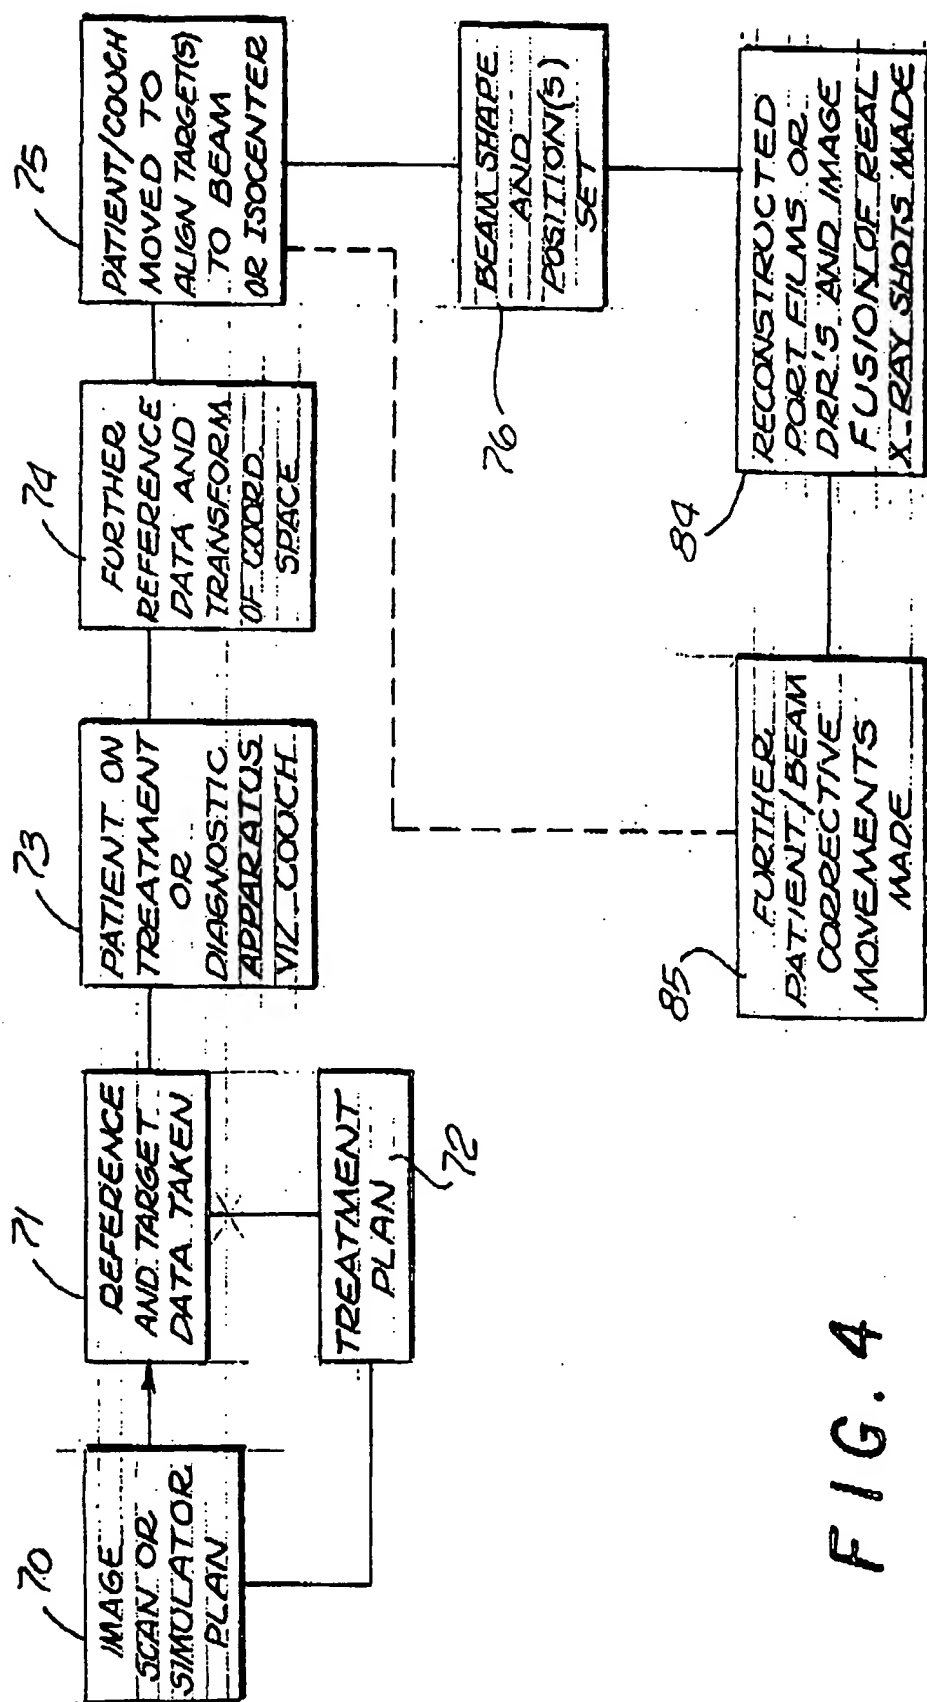 70
IMAGE
SCAN OR
SIMULATOR
PLAN
71
REFERENCE
AND TARGET
DATA TAKEN
TREATMENT
PLAN
72
73
PATIENT ON
TREATMENT
OR
DIAGNOSTIC
APPARATUS
VIZ COUCH
74
FURTHER
REFERENCE
DATA AND
TRANSFORM
OF COORD
SPACE
75
PATIENT/COUCH
MOVED TO
ALIGN TARGET(S)
TO BEAM
OR ISOCENTER
76
BEAM SHAPE
AND
POSITION(S)
SET
84
RECONSTRUCTED
PORT FILMS OR
DRR'S AND IMAGE
FUSION OF REAL
X-RAY SHOTS MADE
85
FURTHER
PATIENT/BEAM
CORRECTIVE
MOVEMENTS
MADE
FIG. 4